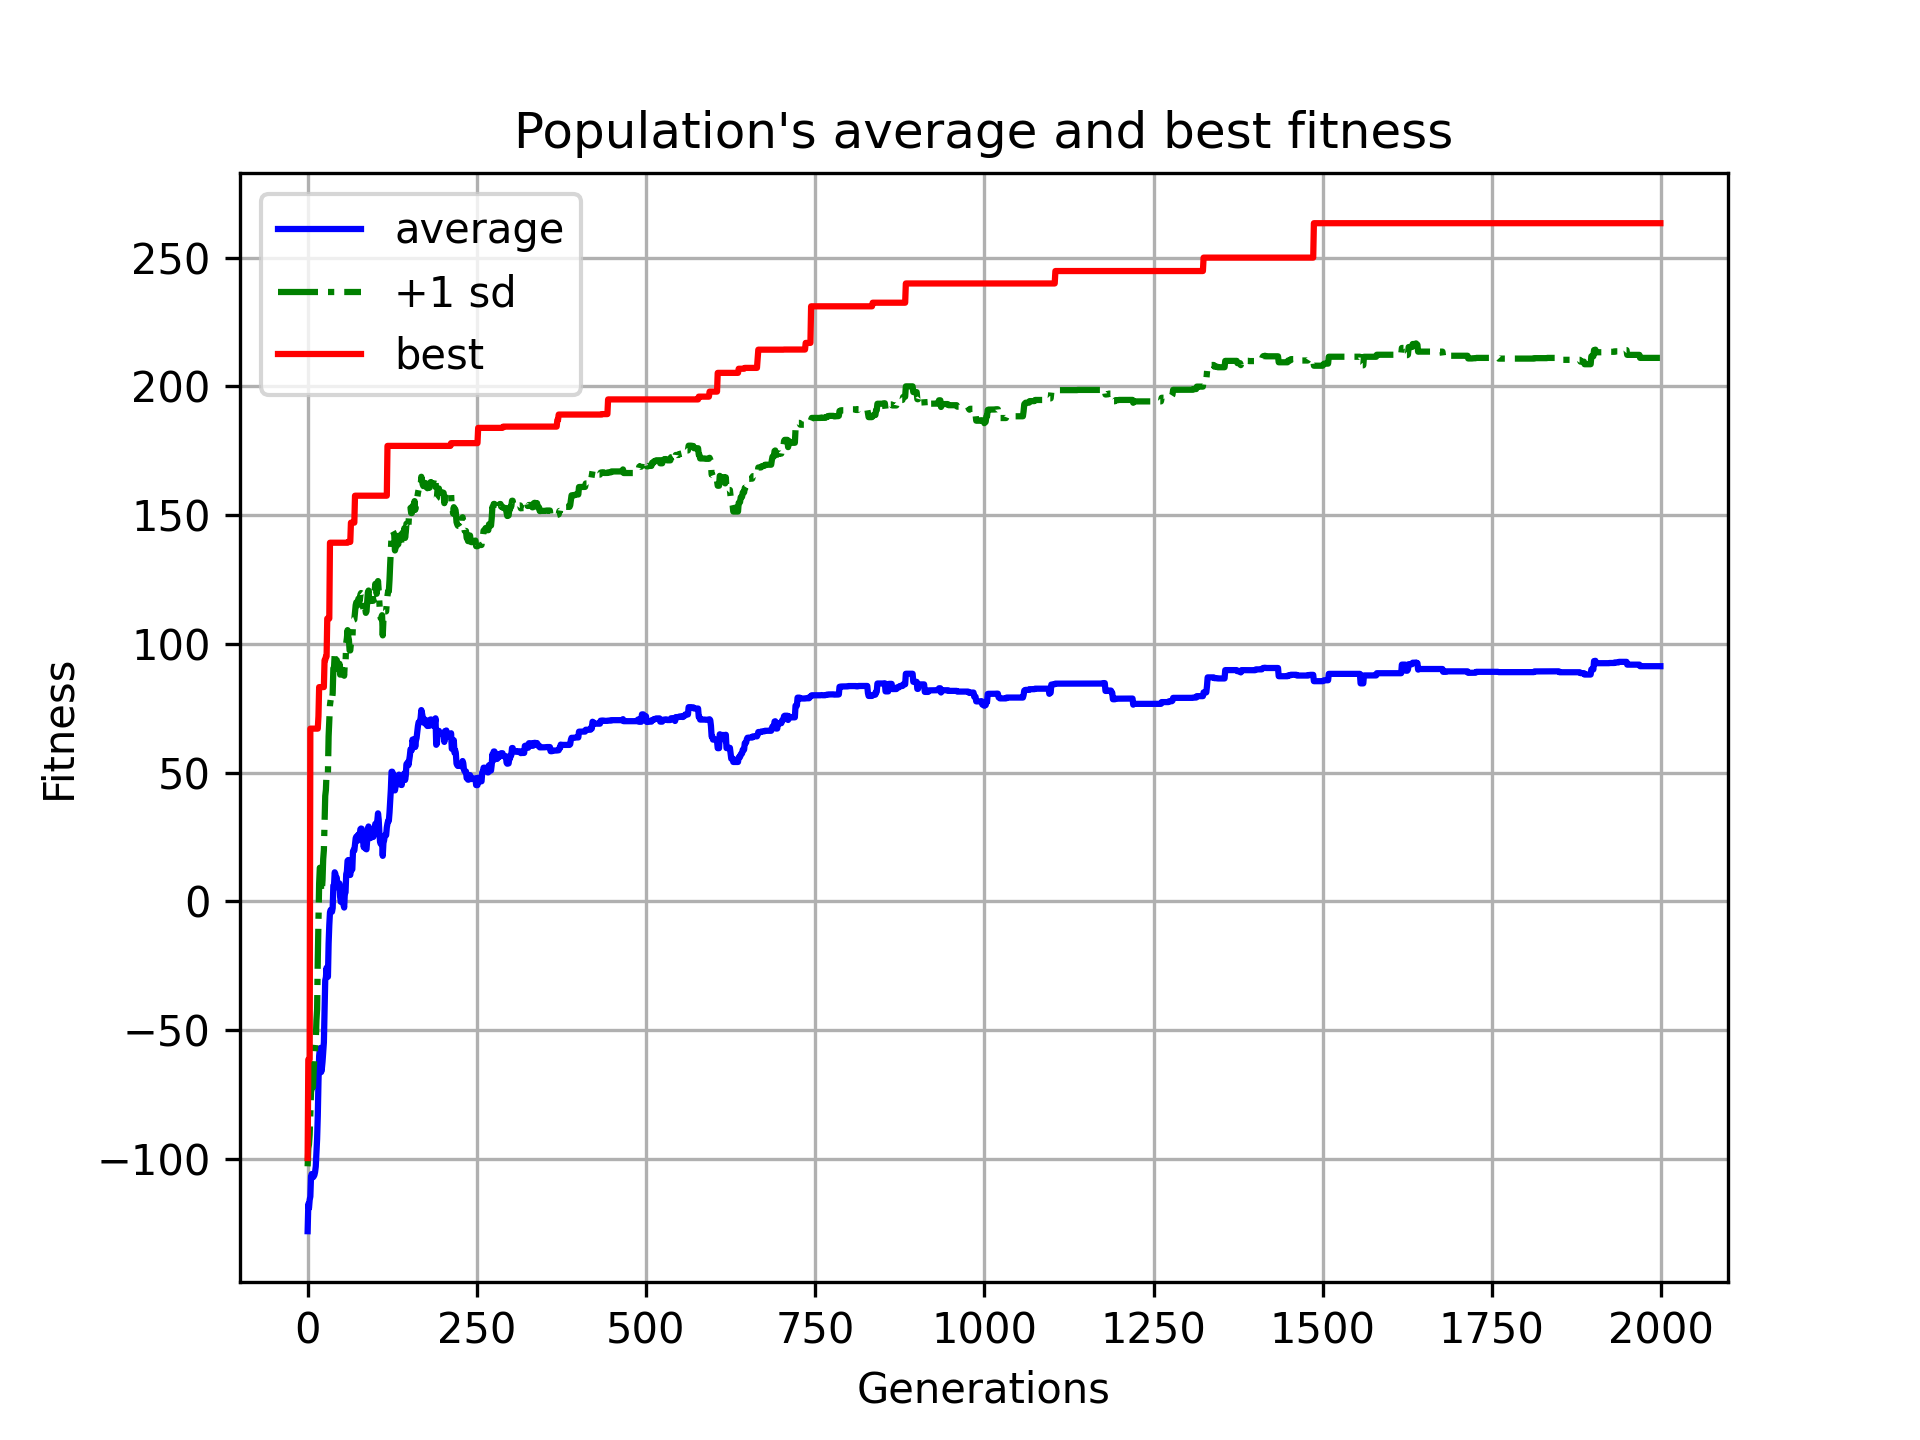 Population's average and best fitness
average
+1 sd
best
Fitness
250
200
150
100
50
0
−50
−100
0 250 500 750 1000 1250 1500 1750 2000
Generations